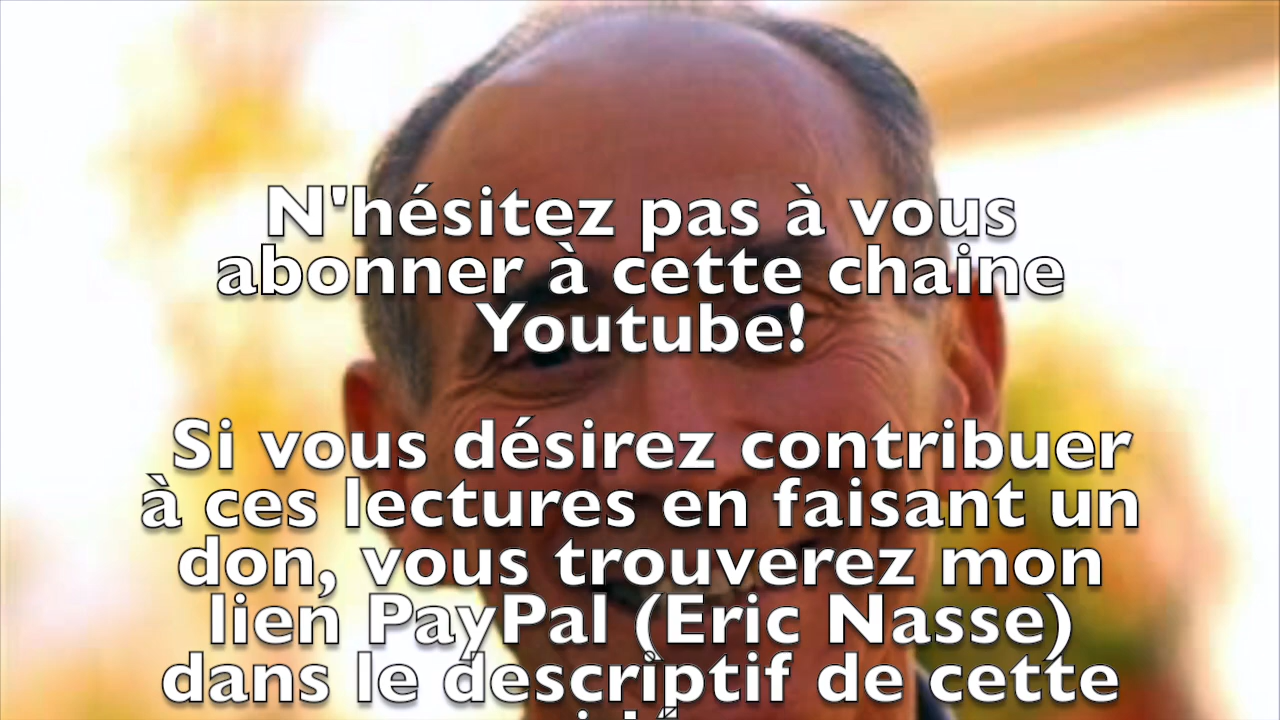 N'hésitez pas à vous
abonner à cette chaine
Youtube!
Si vous désirez contribuer
à ces lectures en faisant un
don, vous trouverez mon
lien PayPal (Eric Nasse)
dans le descriptif de cette